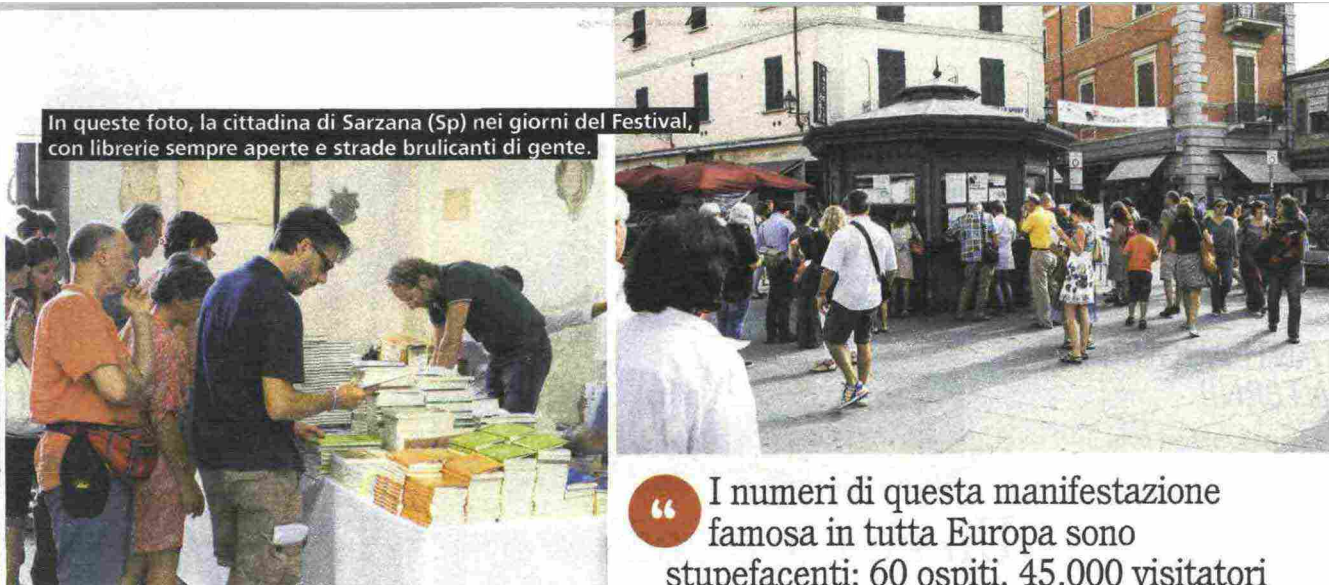 In queste foto, la cittadina di Sarzana (Sp) nei giorni del Festival,
con librerie sempre aperte e strade brulicanti di gente.
“ I numeri di questa manifestazione
famosa in tutta Europa sono
stupefacenti: 60 ospiti, 45.000 visitatori